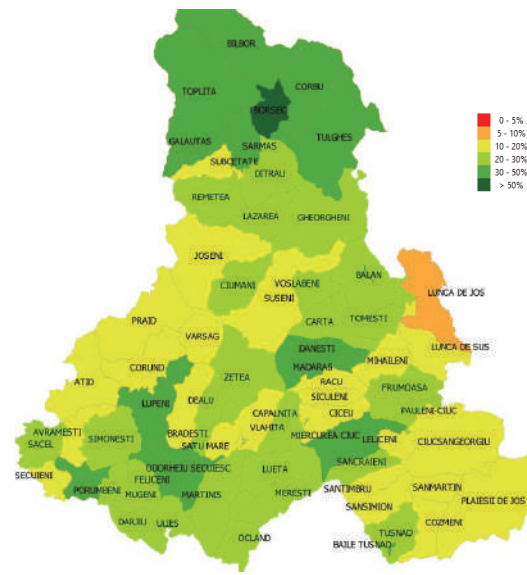 BILBOR
TOPLITA
CORBU
BORSEC
GALAUTAS
SARMAS
TULGHES
SUBCETATE
DITRAU
REMETEA
LAZAREA
GHEORGHENI
0 - 5%
5 - 10%
10 - 20%
20 - 30%
30 - 50%
> 50%
JOSENI
CIUMANI
VOSLABENI
SUSENI
BALAN
LUNCA DE JOS
PRAID
VARSAG
CARTA
TOMESTI
DANESTI
LUNCA DE SUS
CORUND
MADARAS
MIHAILENI
ATID
ZETEA
RACU
FRUMOASA
LUPENI
DEALU
SICULENI
CAPALNITA
CICEU
PAULENI-CIUC
AVRAMESTI
SACEL
SIMONESTI
BRADESTI
VLAHITA
SATU MARE
MIERCUREA CIUC
LELICENI
CIUCSANGEORGIU
SECUIENI
ODORHEIU SECUIESC
FELICENI
LUETA
SANCRAIENI
PORUMBENI
MUGENI
MARTINIS
MERESTI
SANTIMBRU
SANMARTIN
PLAIESII DE JOS
SANSIMION
DARJIU
ULIES
OCLAND
COZMENI
TUSNAD
BAILE TUSNAD